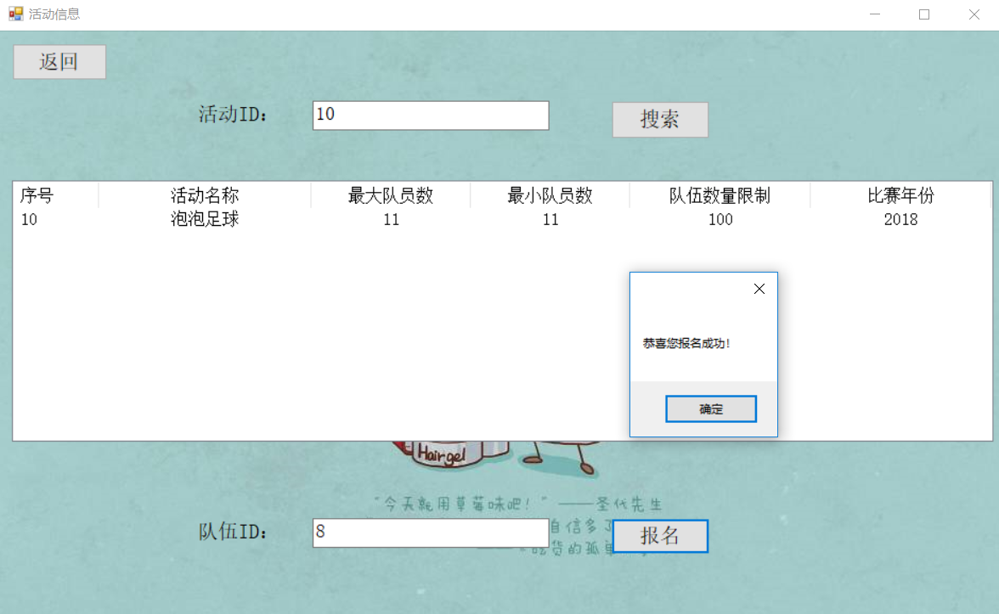 活动信息
返回
活动ID：
10
搜索
序号 活动名称 最大队员数 最小队员数 队伍数量限制 比赛年份
10 泡泡足球 11 11 100 2018
恭喜您报名成功！
确定
Hairgel
“今天就用草莓味吧！”——圣代先生
自信多了
队伍ID：
8
报名
吃货的孤单